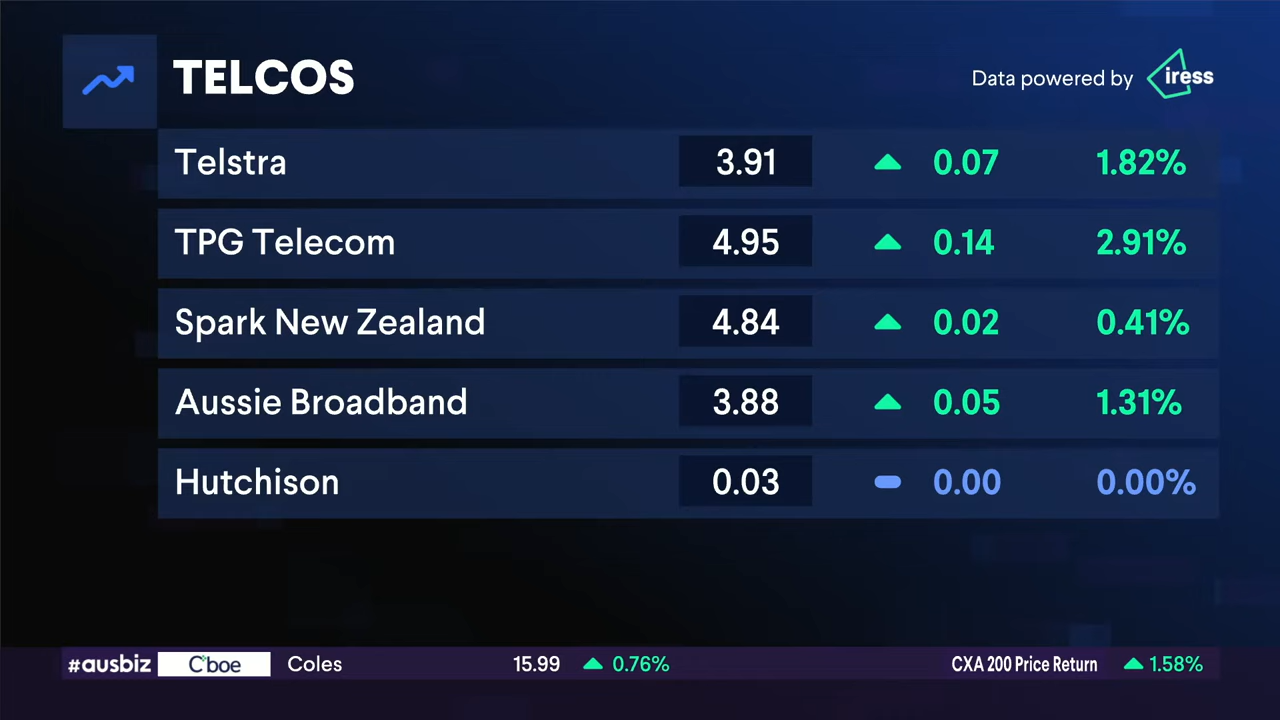 TELCOS
Data powered by iress
Telstra 3.91 0.07 1.82%
TPG Telecom 4.95 0.14 2.91%
Spark New Zealand 4.84 0.02 0.41%
Aussie Broadband 3.88 0.05 1.31%
Hutchison 0.03 0.00 0.00%
#ausbiz Cboe Coles 15.99 0.76% CXA 200 Price Return 1.58%